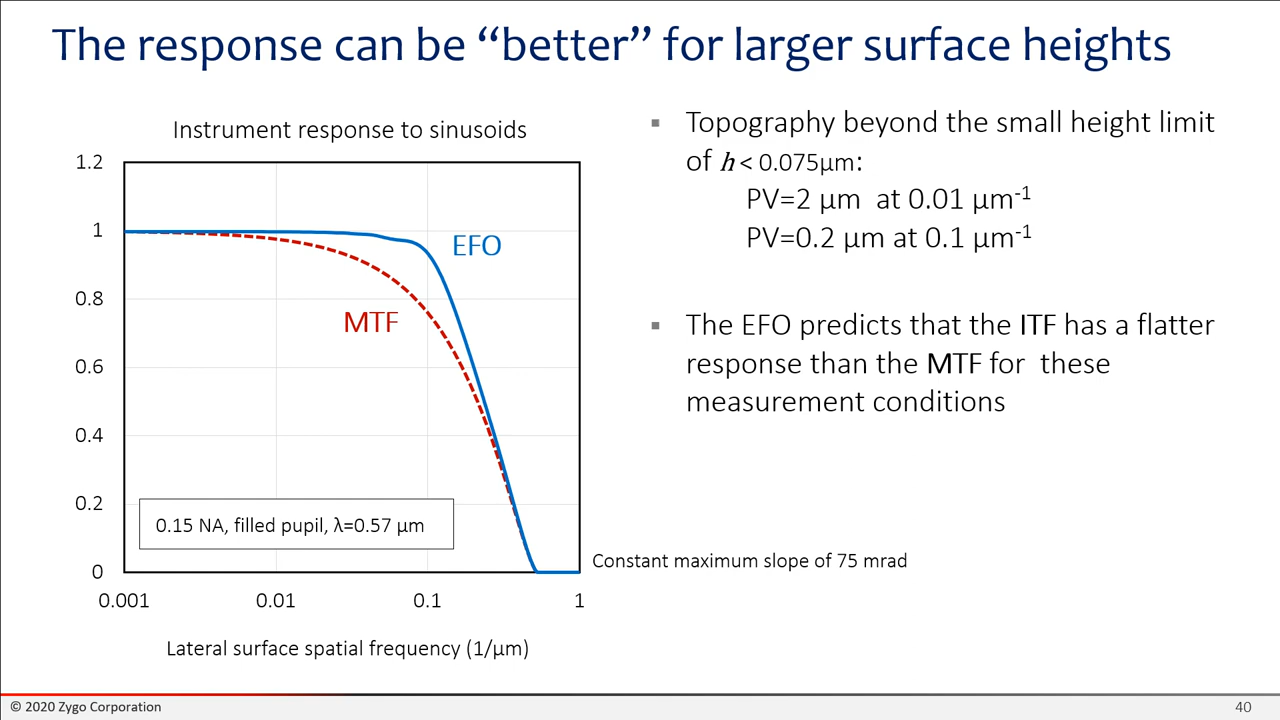 The response can be “better” for larger surface heights
Instrument response to sinusoids
1.2
1
0.8
0.6
0.4
0.2
0
EFO
MTF
0.15 NA, filled pupil, λ=0.57 µm
0.001
0.01
0.1
1
Lateral surface spatial frequency (1/µm)
Constant maximum slope of 75 mrad
▪ Topography beyond the small height limit
of h < 0.075µm:
PV=2 µm at 0.01 µm⁻¹
PV=0.2 µm at 0.1 µm⁻¹
▪ The EFO predicts that the ITF has a flatter
response than the MTF for these
measurement conditions
© 2020 Zygo Corporation
40